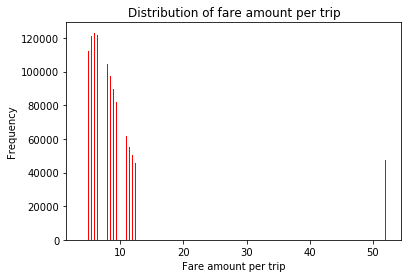 Distribution of fare amount per trip
120000
100000
80000
60000
40000
20000
0
Frequency
10 20 30 40 50
Fare amount per trip